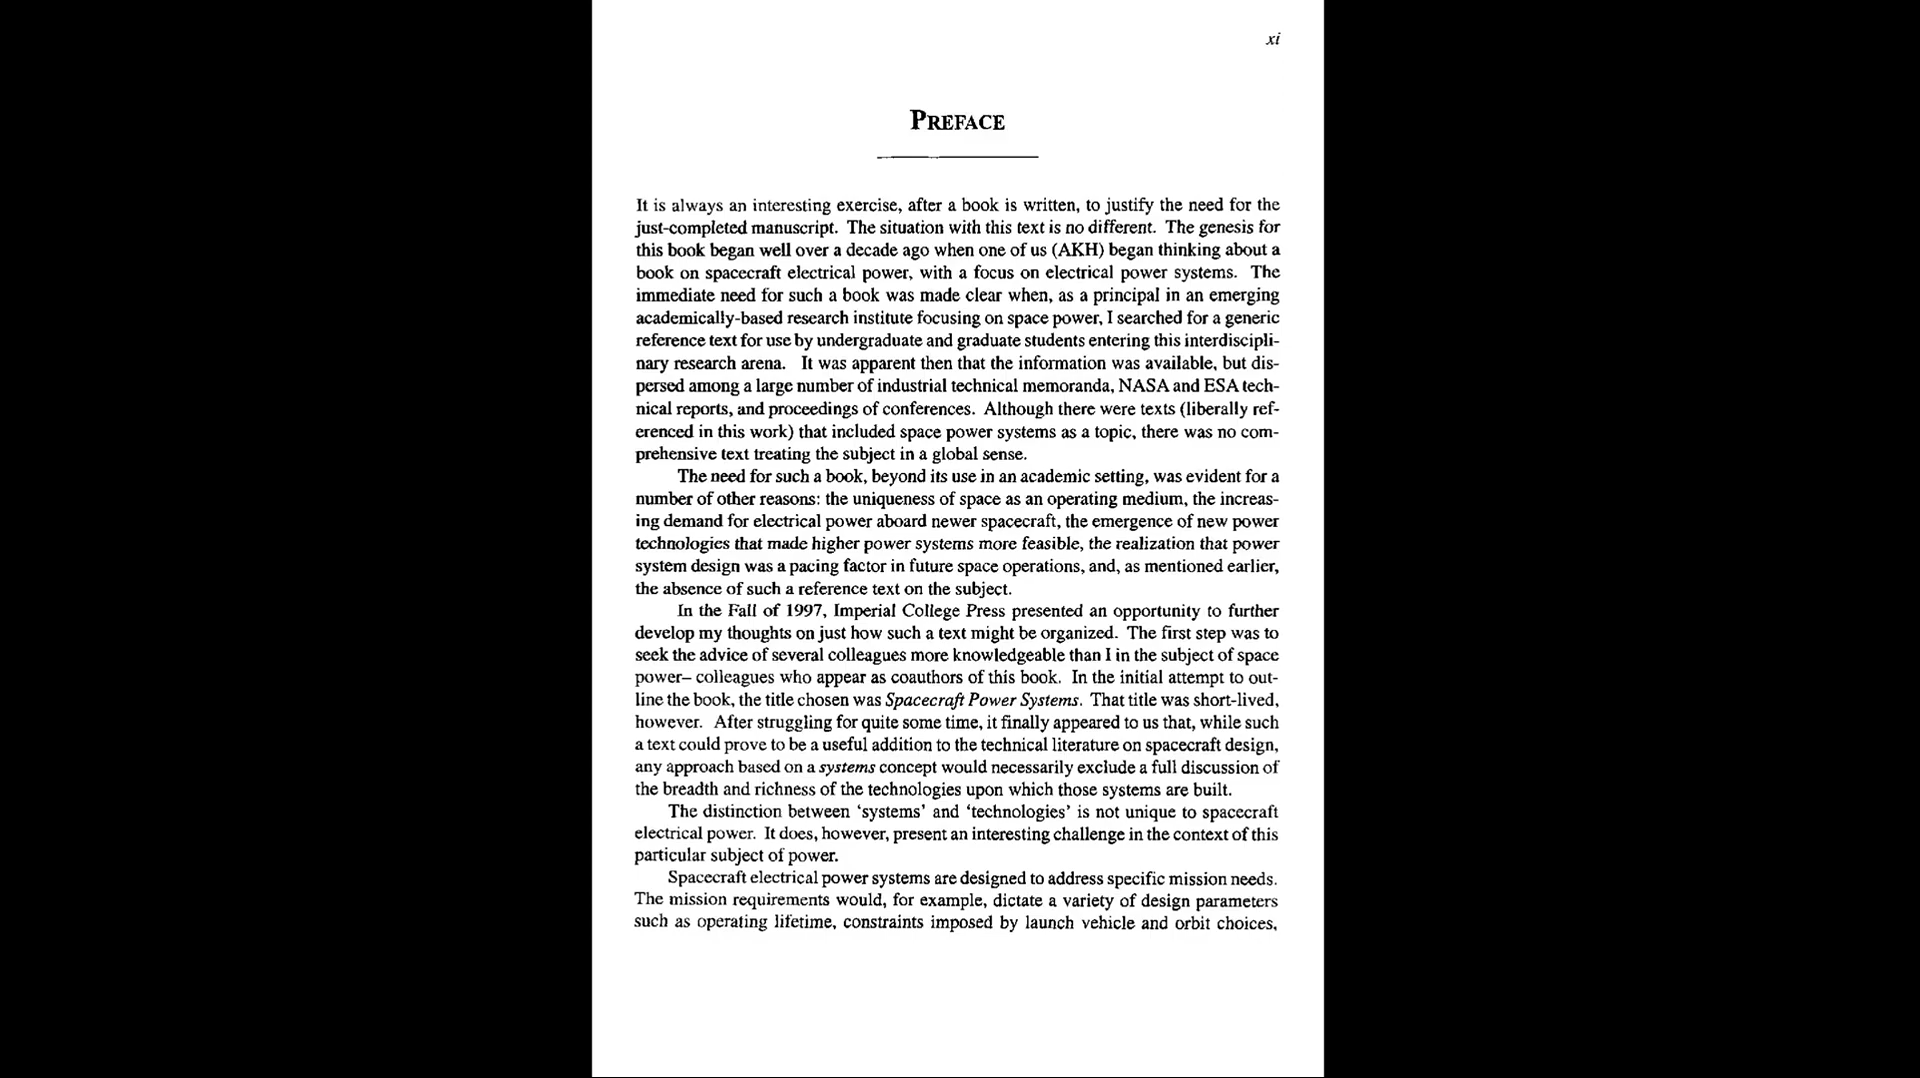 xi
PREFACE
It is always an interesting exercise, after a book is written, to justify the need for the
just-completed manuscript. The situation with this text is no different. The genesis for
this book began well over a decade ago when one of us (AKH) began thinking about a
book on spacecraft electrical power, with a focus on electrical power systems. The
immediate need for such a book was made clear when, as a principal in an emerging
academically-based research institute focusing on space power, I searched for a generic
reference text for use by undergraduate and graduate students entering this interdiscipli-
nary research arena. It was apparent then that the information was available, but dis-
persed among a large number of industrial technical memoranda, NASA and ESA tech-
nical reports, and proceedings of conferences. Although there were texts (liberally ref-
erenced in this work) that included space power systems as a topic, there was no com-
prehensive text treating the subject in a global sense.
The need for such a book, beyond its use in an academic setting, was evident for a
number of other reasons: the uniqueness of space as an operating medium, the increas-
ing demand for electrical power aboard newer spacecraft, the emergence of new power
technologies that made higher power systems more feasible, the realization that power
system design was a pacing factor in future space operations, and, as mentioned earlier,
the absence of such a reference text on the subject.
In the Fall of 1997, Imperial College Press presented an opportunity to further
develop my thoughts on just how such a text might be organized. The first step was to
seek the advice of several colleagues more knowledgeable than I in the subject of space
power– colleagues who appear as coauthors of this book. In the initial attempt to out-
line the book, the title chosen was Spacecraft Power Systems. That title was short-lived,
however. After struggling for quite some time, it finally appeared to us that, while such
a text could prove to be a useful addition to the technical literature on spacecraft design,
any approach based on a systems concept would necessarily exclude a full discussion of
the breadth and richness of the technologies upon which those systems are built.
The distinction between ‘systems’ and ‘technologies’ is not unique to spacecraft
electrical power. It does, however, present an interesting challenge in the context of this
particular subject of power.
Spacecraft electrical power systems are designed to address specific mission needs.
The mission requirements would, for example, dictate a variety of design parameters
such as operating lifetime, constraints imposed by launch vehicle and orbit choices,